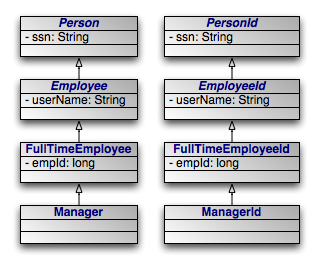 Person
- ssn: String
Employee
- userName: String
FullTimeEmployee
- empId: long
Manager
PersonId
- ssn: String
EmployeeId
- userName: String
FullTimeEmployeeId
- empId: long
ManagerId